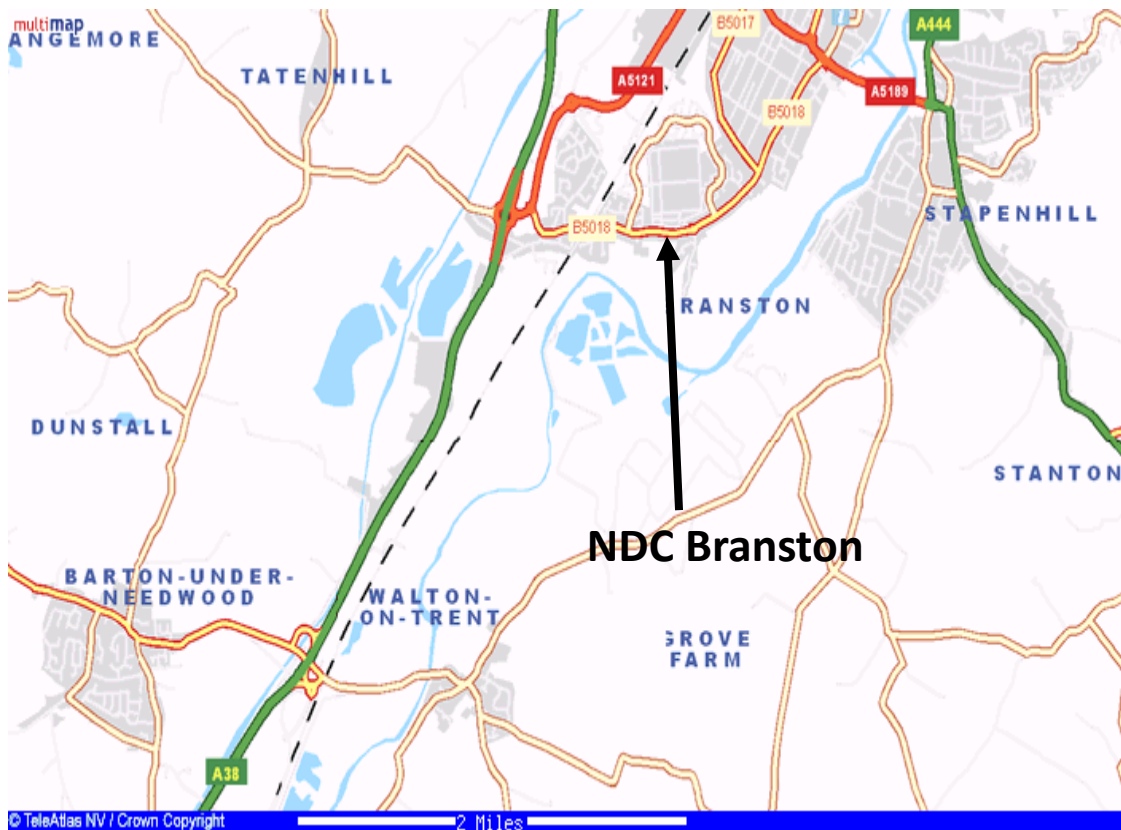 multimap
ANGEMORE
TATENHILL
B5017
A444
A5121
A5189
B5018
STAPENHILL
B5018
RANSTON
DUNSTALL
STANTON
NDC Branston
BARTON-UNDER-
NEEDWOOD
WALTON-
ON-TRENT
GROVE
FARM
A38
© TeleAtlas NV / Crown Copyright
2 Miles